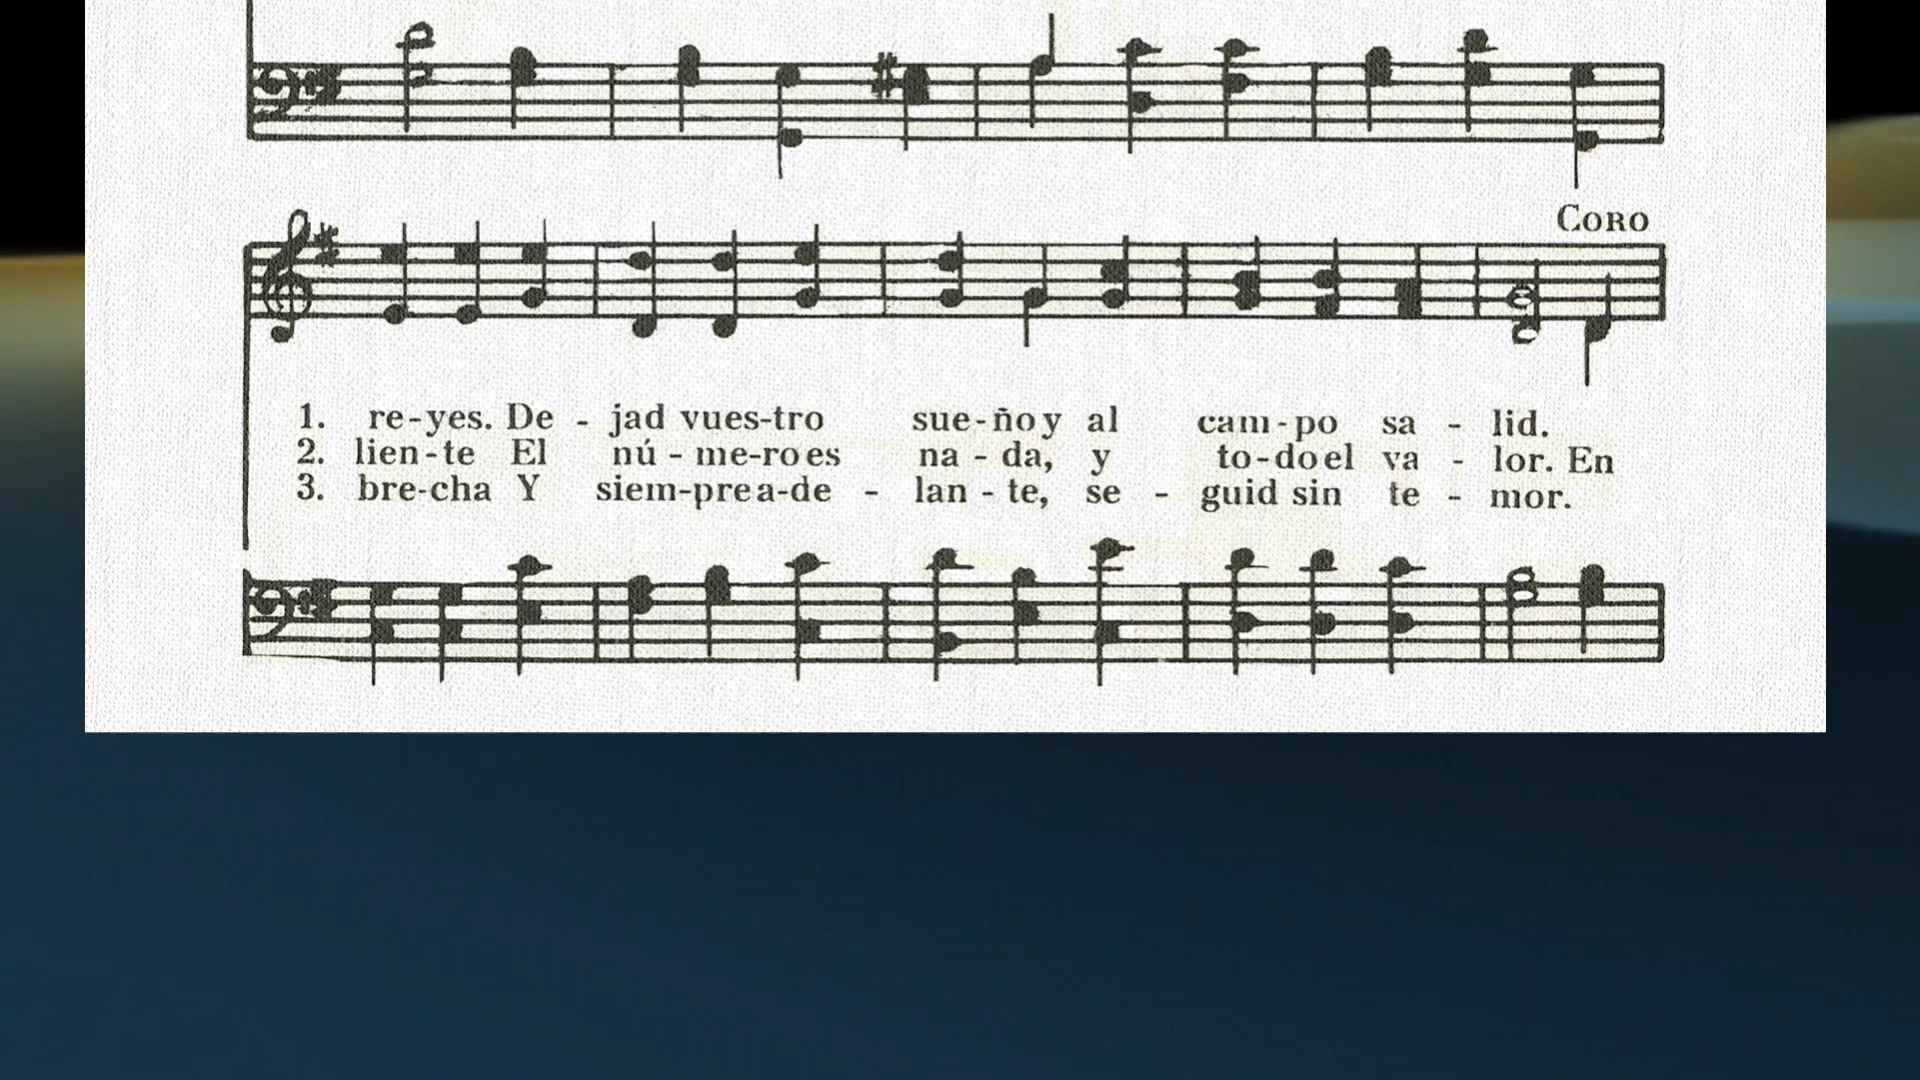 CORO
1. re-yes. De - jad vues-tro sue-ño y al cam-po sa - lid.
2. lien-te El nú - me-ro es na - da, y to-do el va - lor. En
3. bre-cha Y siem-pre a-de - lan - te, se - guid sin te - mor.